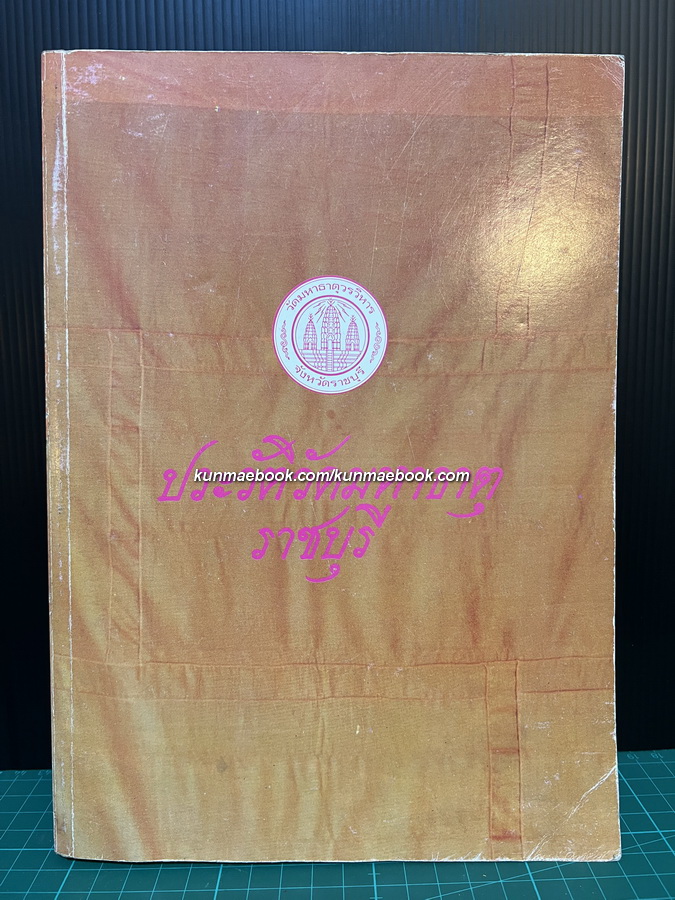 วัดมหาธาตุวรวิหาร
จังหวัดราชบุรี
ประวัติวัดมหาธาตุ
kunmaebook.com/kunmaebook.com
ราชบุรี